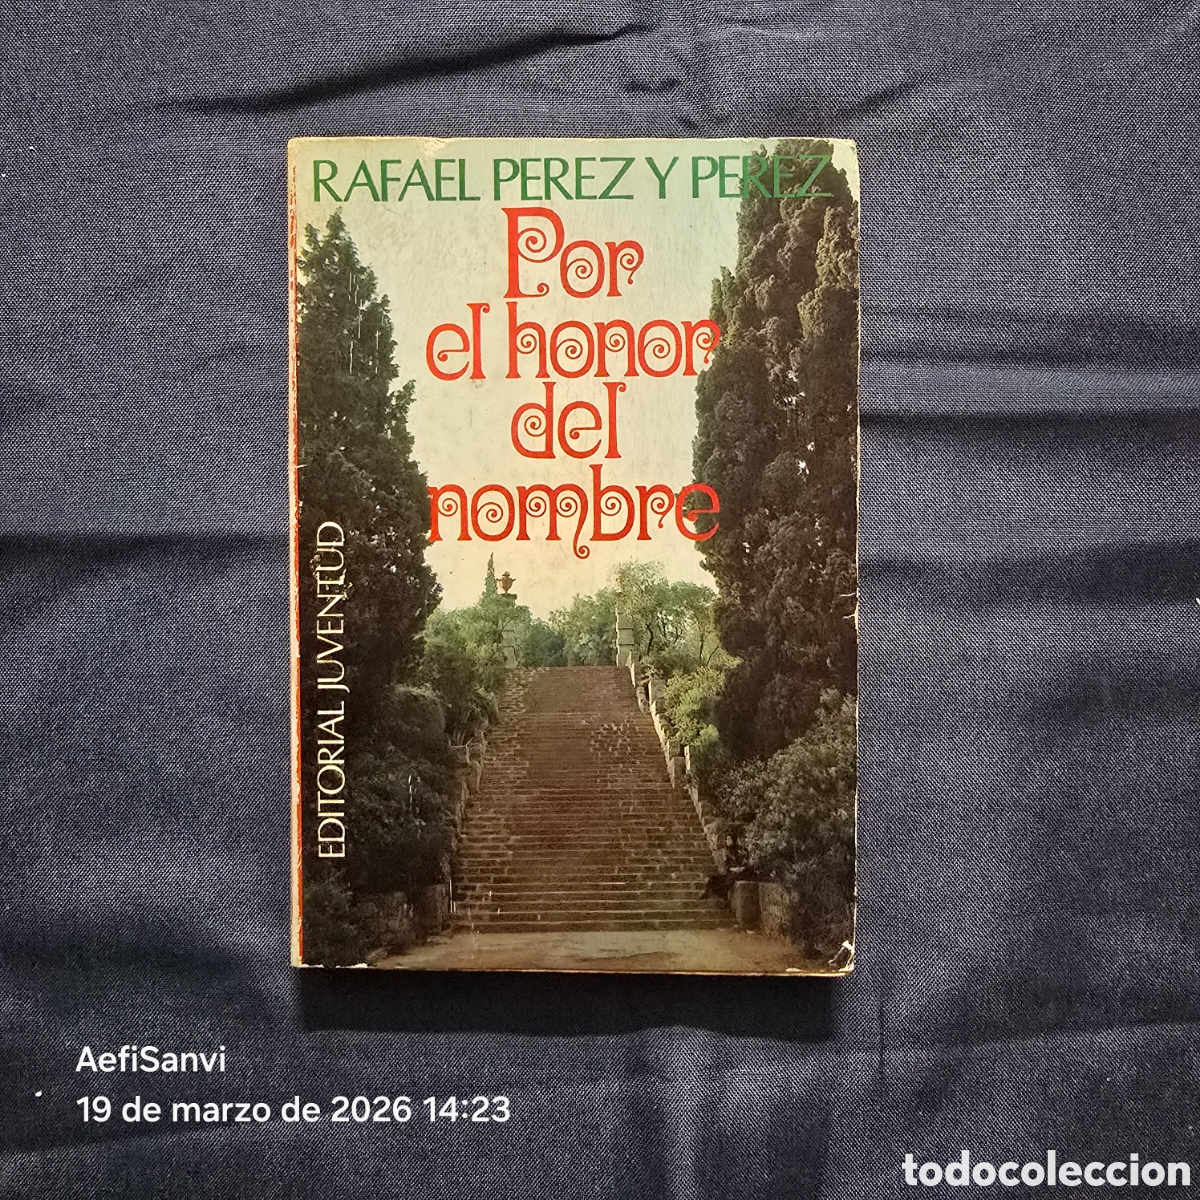 RAFAEL PEREZ Y PEREZ
Por
el honor
del
nombre
EDITORIAL JUVENTUD
AefiSanvi
19 de marzo de 2026 14:23
todocoleccion